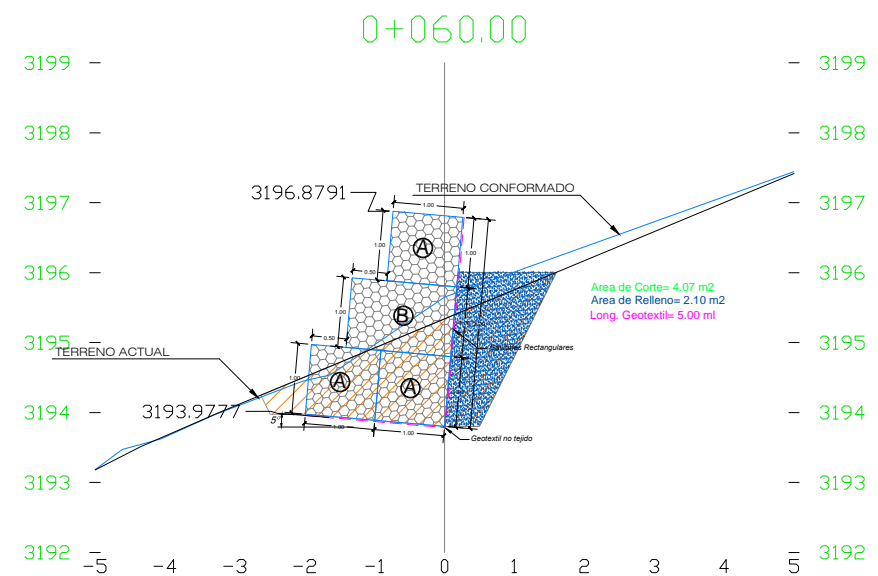 0+060.00
3199 3199
3198 3198
3197 3197
3196.8791
TERRENO CONFORMADO
1.00
1.00
1.00
A
3196 3196
0.50
Area de Corte= 4.07 m2
Area de Relleno= 2.10 m2
Long. Geotextil= 5.00 ml
1.00
B
3195 3195
0.50
TERRENO ACTUAL
1.00
A
A
3194 3194
3193.9777
5°
1.00
1.00
Geotextil no tejido
3193 3193
3192 3192
-5 -4 -3 -2 -1 0 1 2 3 4 5